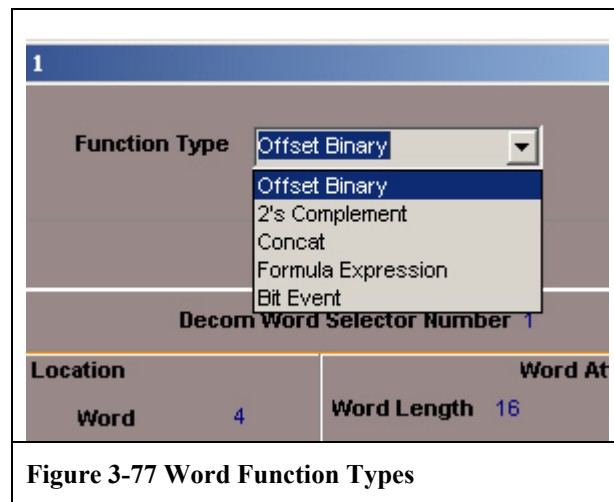 1
Function Type Offset Binary
Offset Binary
2's Complement
Concat
Formula Expression
Bit Event
Decom Word Selector Number 1
Location Word At
Word 4 Word Length 16
Figure 3-77 Word Function Types